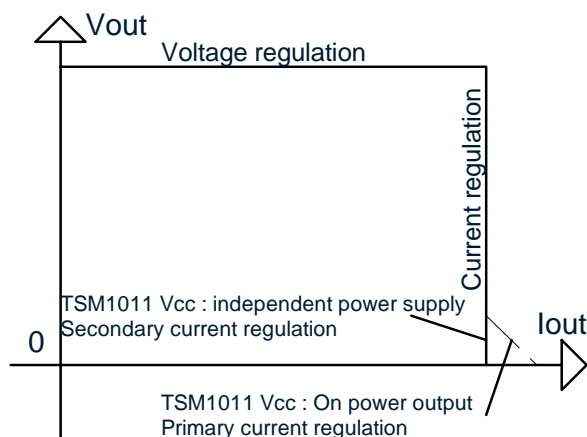 Vout
Voltage regulation
Current regulation
TSM1011 Vcc : independent power supply
Secondary current regulation
Iout
0
TSM1011 Vcc : On power output
Primary current regulation